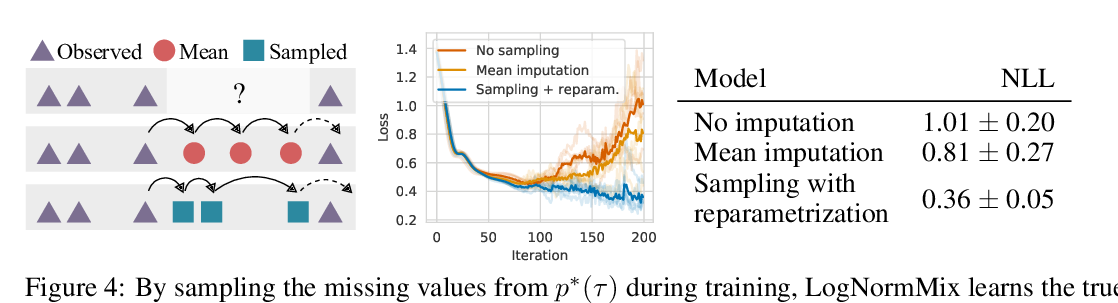 Observed Mean Sampled
?
1.4
1.2
1.0
0.8
0.6
0.4
0.2
Loss
No sampling
Mean imputation
Sampling + reparam.
0 50 100 150 200
Iteration
Model NLL
No imputation 1.01 ± 0.20
Mean imputation 0.81 ± 0.27
Sampling with
reparametrization 0.36 ± 0.05
Figure 4: By sampling the missing values from p*(τ) during training, LogNormMix learns the true